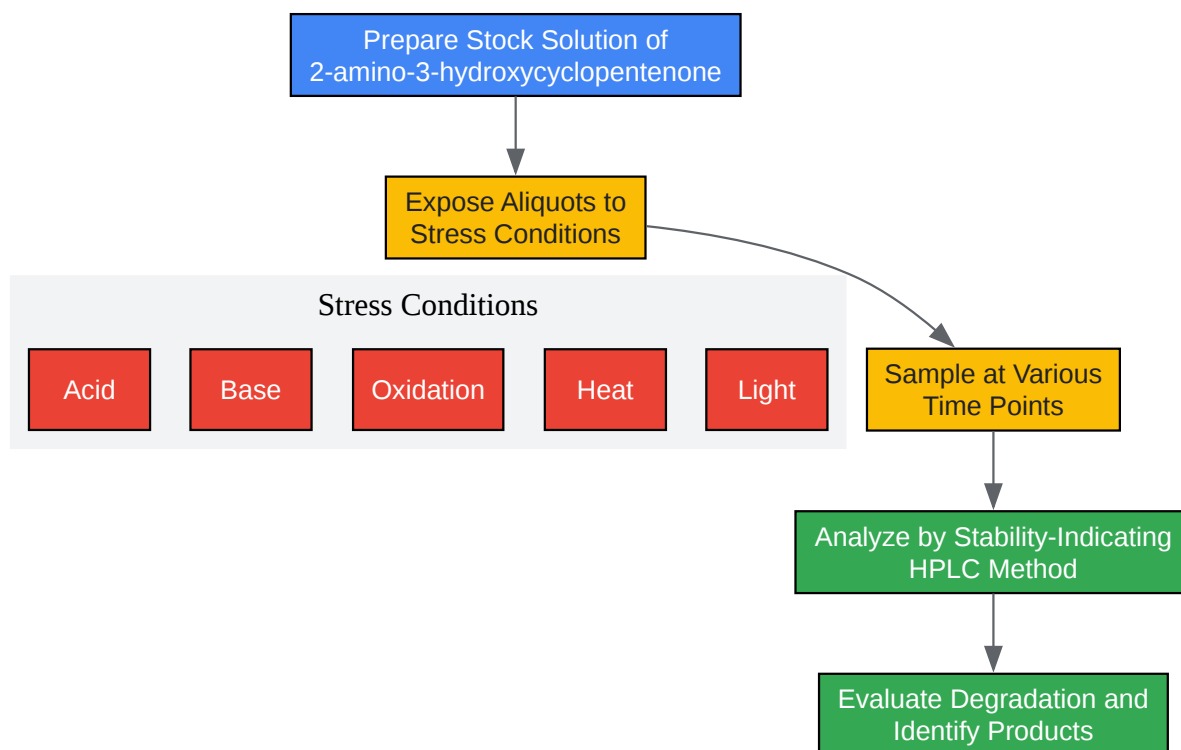 Prepare Stock Solution of
2-amino-3-hydroxycyclopentenone
Expose Aliquots to
Stress Conditions
Stress Conditions
Acid
Base
Oxidation
Heat
Light
Sample at Various
Time Points
Analyze by Stability-Indicating
HPLC Method
Evaluate Degradation and
Identify Products